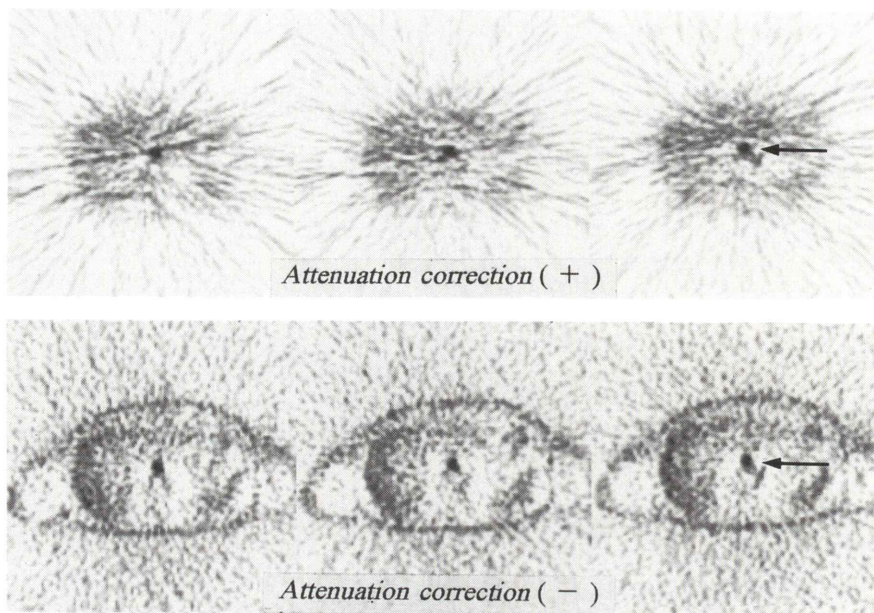 Attenuation correction ( + )
Attenuation correction ( − )